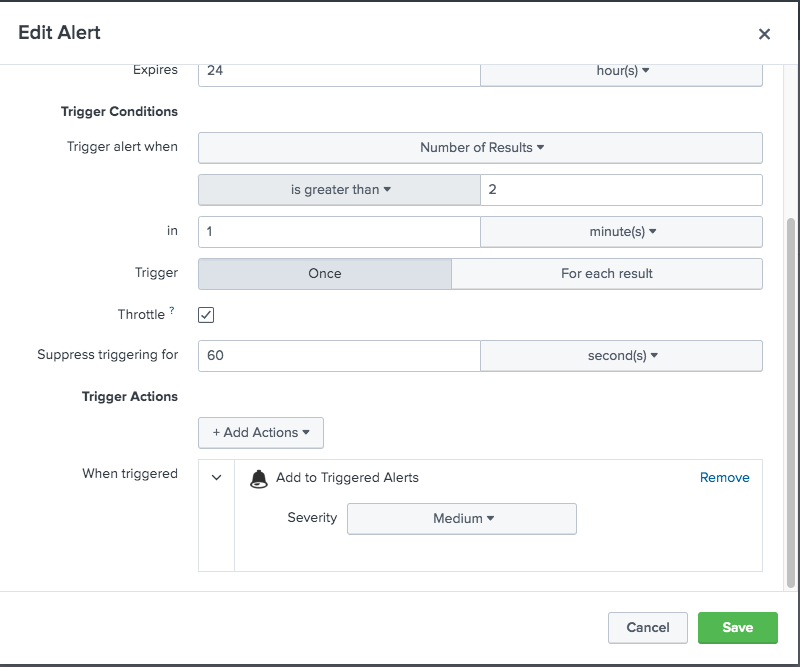 Edit Alert ×
Expires 24 hour(s)
Trigger Conditions
Trigger alert when Number of Results
is greater than 2
in 1 minute(s)
Trigger Once For each result
Throttle ?
Suppress triggering for 60 second(s)
Trigger Actions
+ Add Actions
When triggered Add to Triggered Alerts Remove
Severity Medium
Cancel Save